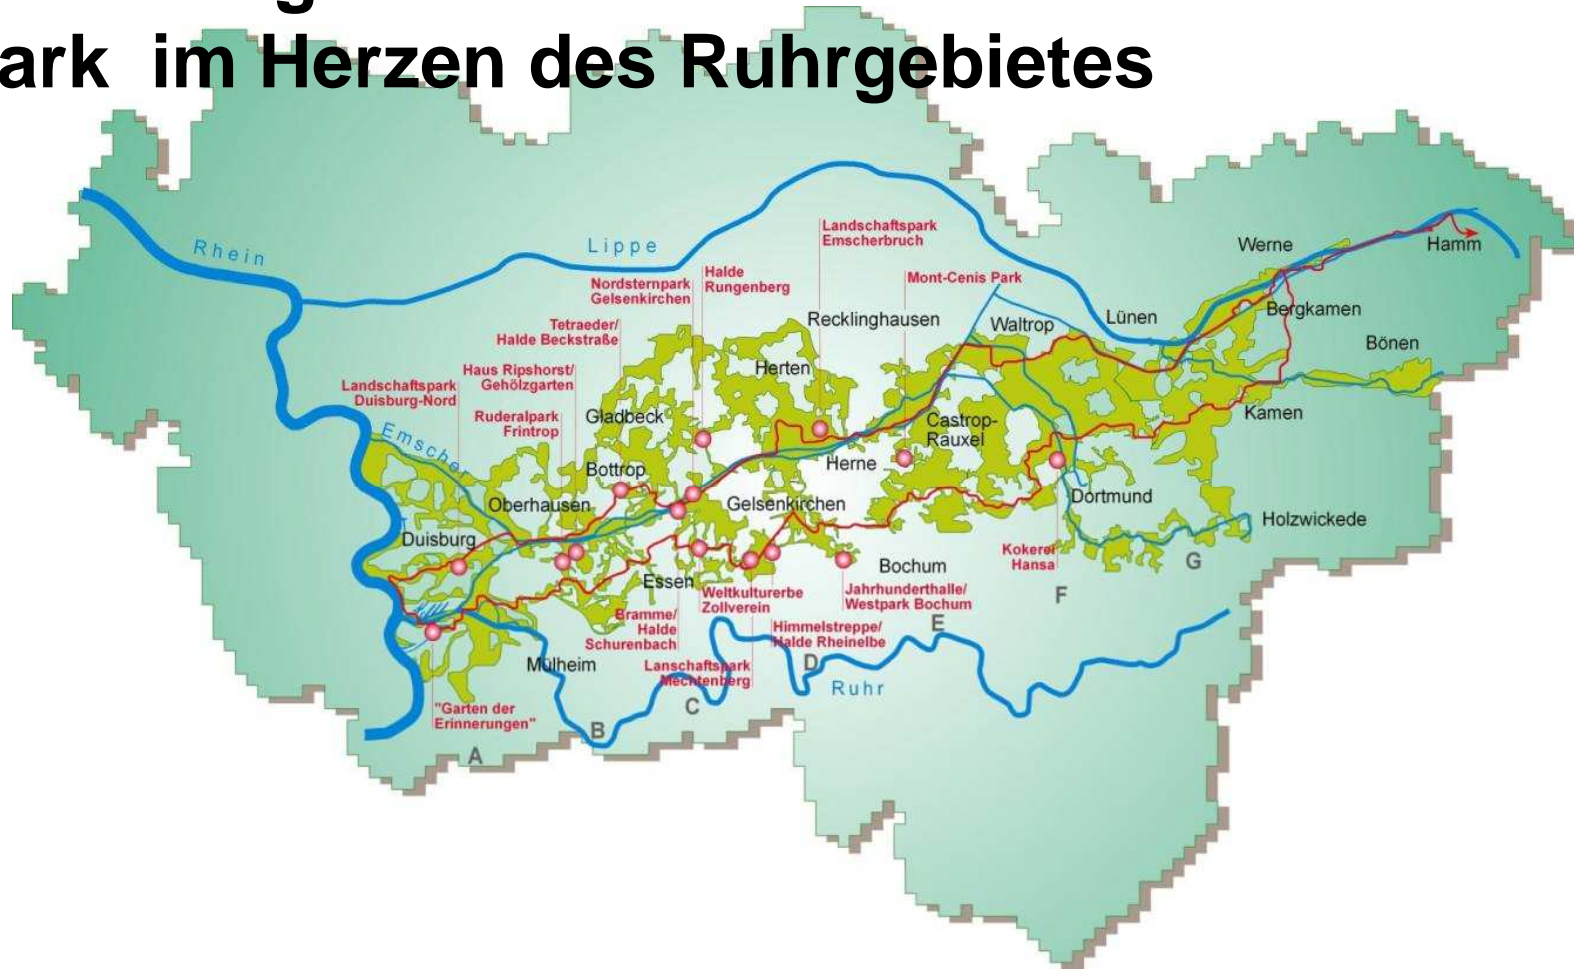 g
ark im Herzen des Ruhrgebietes
Rhein
Lippe
Landschaftspark
Emscherbruch
Werne
Hamm
Halde
Rungenberg
Nordsternpark
Gelsenkirchen
Mont-Cenis Park
Recklinghausen
Waltrop
Lünen
Bergkamen
Bönen
Tetraeder/
Halde Beckstraße
Haus Ripshorst/
Gehölzgarten
Herten
Landschaftspark
Duisburg-Nord
Ruderalpark
Frintrop
Gladbeck
Castrop-
Rauxel
Kamen
Emscher
Bottrop
Herne
Oberhausen
Gelsenkirchen
Dortmund
Holzwickede
Duisburg
Kokerei
Hansa
G
Essen
Bochum
F
Weltkulturerbe
Zollverein
Jahrhunderthalle/
Westpark Bochum
Bramme/
Halde
Schurenbach
Himmelstreppe/
Halde Rheinelbe
E
Mülheim
Lanschaftspark
Mechtenberg
D
Ruhr
"Garten der
Erinnerungen"
C
B
A